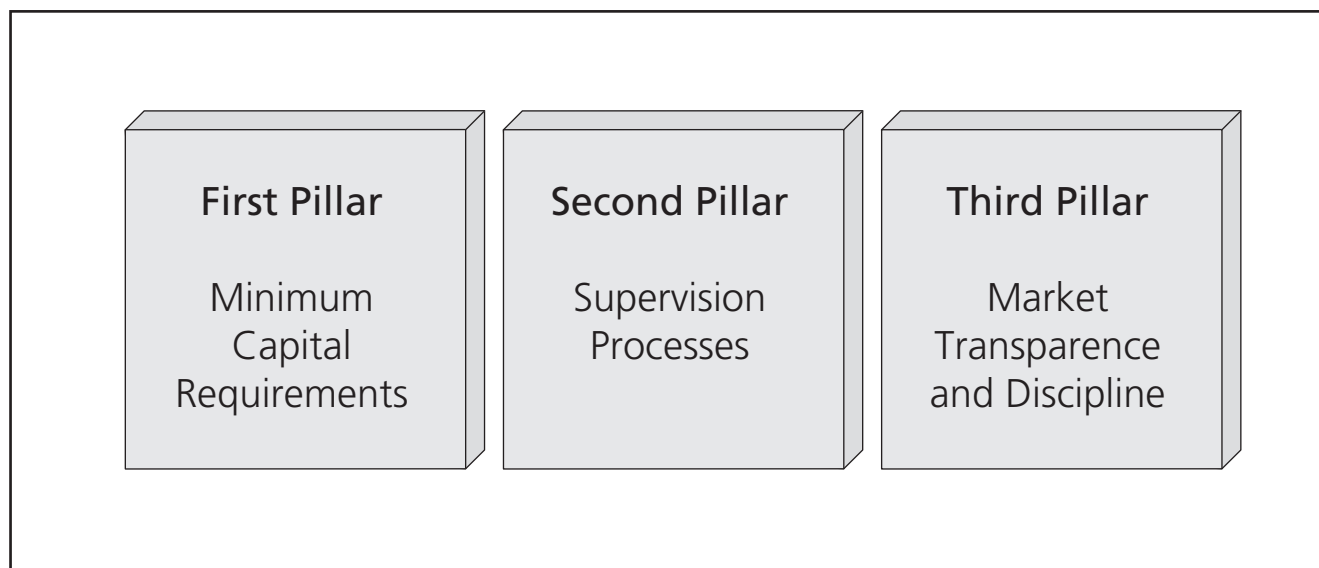 First Pillar
Minimum
Capital
Requirements
Second Pillar
Supervision
Processes
Third Pillar
Market
Transparence
and Discipline